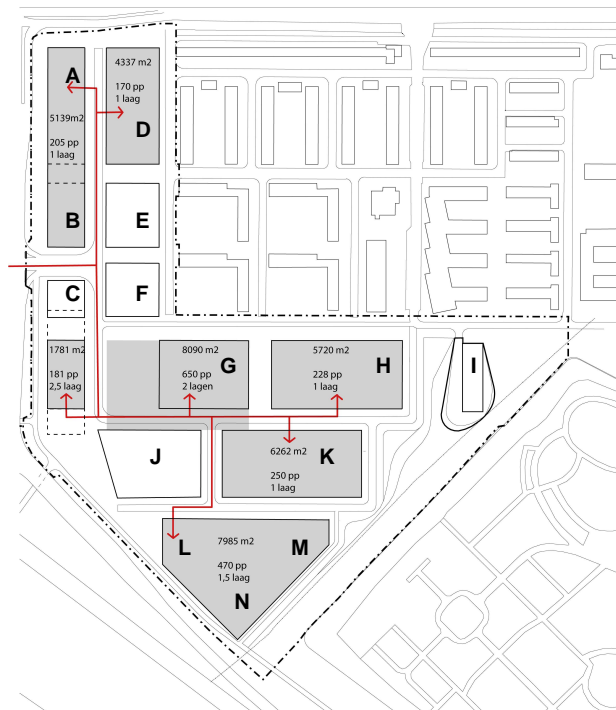 A
5139m2
205 pp
1 laag
B
4337 m2
170 pp
1 laag
D
E
F
C
1781 m2
181 pp
2,5 laag
8090 m2
G
650 pp
2 lagen
5720 m2
H
228 pp
1 laag
I
J
K
6262 m2
250 pp
1 laag
L
7985 m2
M
470 pp
1,5 laag
N